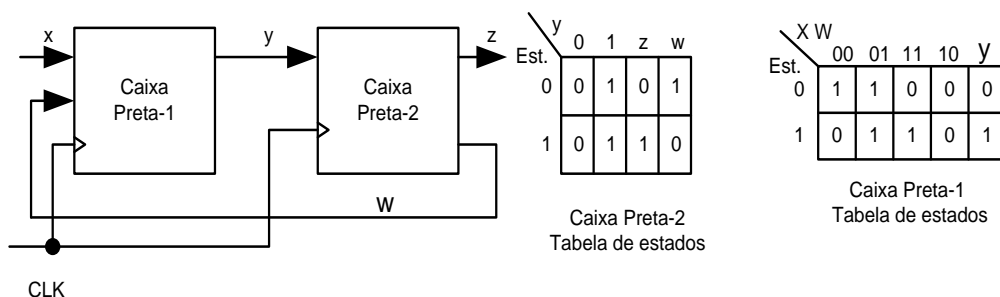 x
y
z
Caixa
Preta-1
Caixa
Preta-2
W
CLK
y
0 1 z w
Est.
0 0 1 0 1
1 0 1 1 0
Caixa Preta-2
Tabela de estados
X W
00 01 11 10 y
Est.
0 1 1 0 0 0
1 0 1 1 0 1
Caixa Preta-1
Tabela de estados